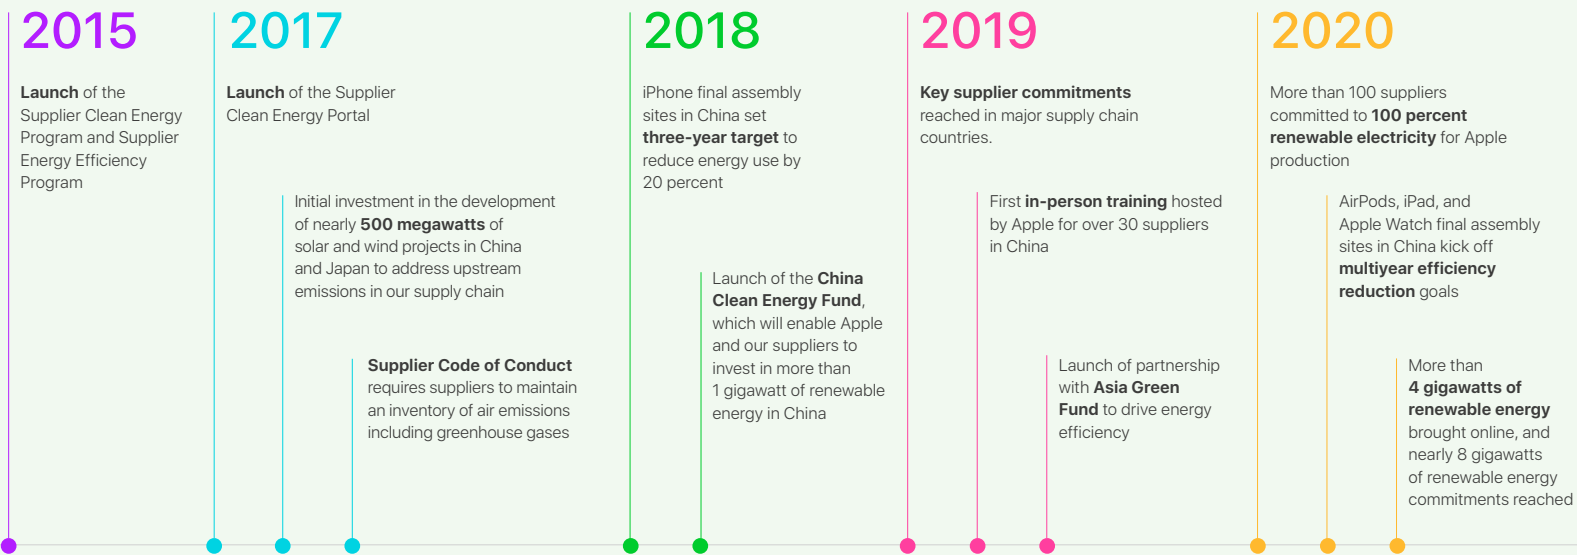 2015
Launch of the
Supplier Clean Energy
Program and Supplier
Energy Efficiency
Program
2017
Launch of the Supplier
Clean Energy Portal
Initial investment in the development
of nearly 500 megawatts of
solar and wind projects in China
and Japan to address upstream
emissions in our supply chain
Supplier Code of Conduct
requires suppliers to maintain
an inventory of air emissions
including greenhouse gases
2018
iPhone final assembly
sites in China set
three-year target to
reduce energy use by
20 percent
Launch of the China
Clean Energy Fund,
which will enable Apple
and our suppliers to
invest in more than
1 gigawatt of renewable
energy in China
2019
Key supplier commitments
reached in major supply chain
countries.
First in-person training hosted
by Apple for over 30 suppliers
in China
Launch of partnership
with Asia Green
Fund to drive energy
efficiency
2020
More than 100 suppliers
committed to 100 percent
renewable electricity for Apple
production
AirPods, iPad, and
Apple Watch final assembly
sites in China kick off
multiyear efficiency
reduction goals
More than
4 gigawatts of
renewable energy
brought online, and
nearly 8 gigawatts
of renewable energy
commitments reached